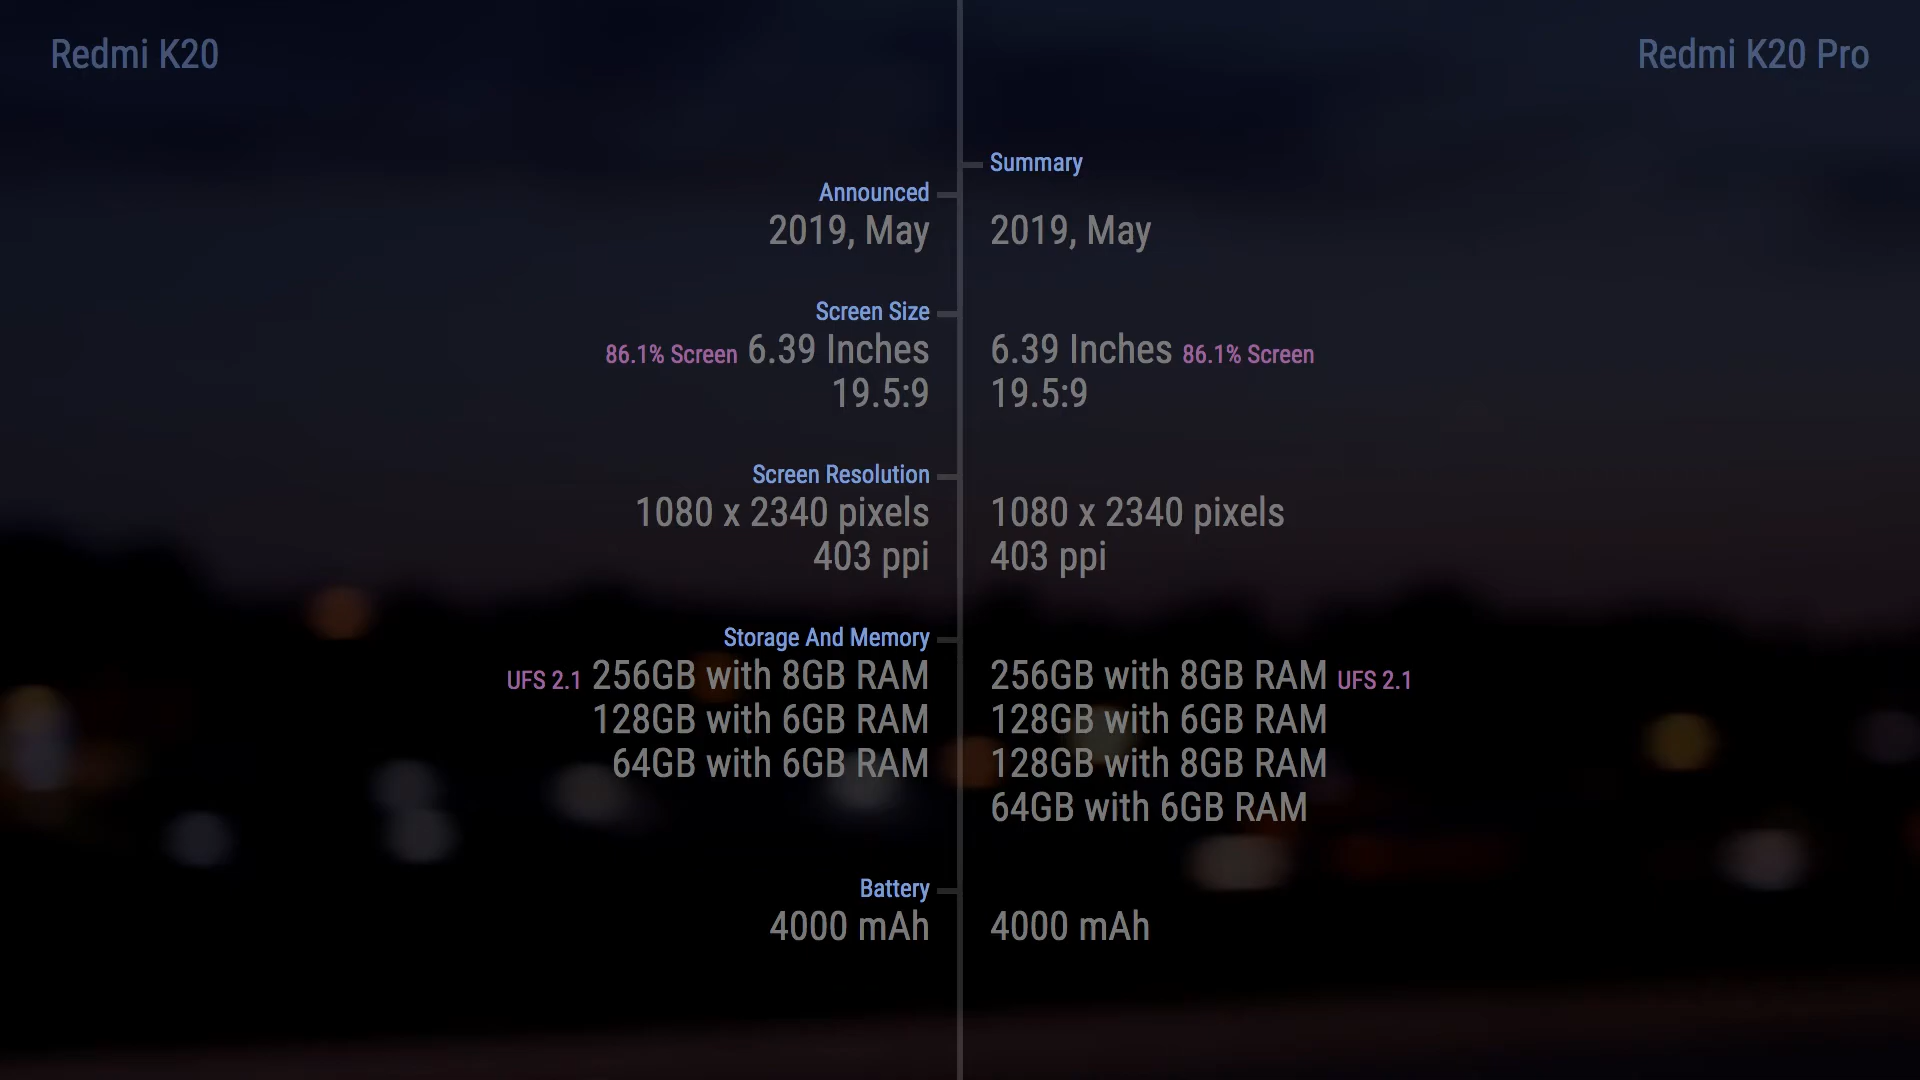 Redmi K20
Redmi K20 Pro
Summary
Announced
2019, May
2019, May
Screen Size
86.1% Screen 6.39 Inches
6.39 Inches 86.1% Screen
19.5:9
19.5:9
Screen Resolution
1080 x 2340 pixels
1080 x 2340 pixels
403 ppi
403 ppi
Storage And Memory
UFS 2.1 256GB with 8GB RAM
256GB with 8GB RAM UFS 2.1
128GB with 6GB RAM
128GB with 6GB RAM
64GB with 6GB RAM
128GB with 8GB RAM
64GB with 6GB RAM
Battery
4000 mAh
4000 mAh